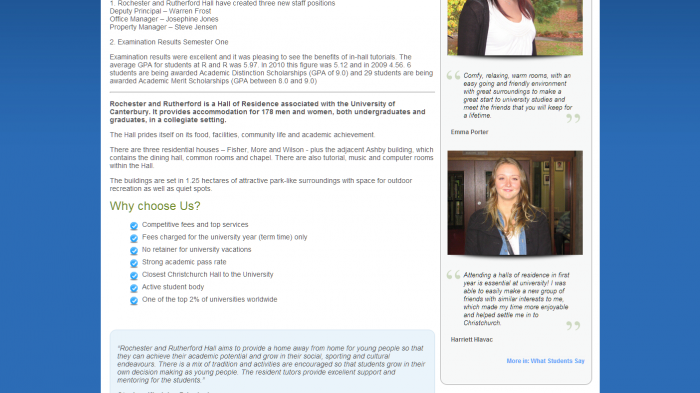 1. Rochester and Rutherford Hall have created three new staff positions
Deputy Principal – Warren Frost
Office Manager – Josephine Jones
Property Manager – Steve Jensen
2. Examination Results Semester One
Examination results were excellent and it was pleasing to see the benefits of in-hall tutorials. The
average GPA for students at R and R was 5.97. In 2010 this figure was 5.12 and in 2009 4.56. 6
students are being awarded Academic Distinction Scholarships (GPA of 9.0) and 29 students are being
awarded Academic Merit Scholarships (GPA between 8.0 and 9.0)
Rochester and Rutherford is a Hall of Residence associated with the University of
Canterbury. It provides accommodation for 178 men and women, both undergraduates and
graduates, in a collegiate setting.
The Hall prides itself on its food, facilities, community life and academic achievement.
There are three residential houses – Fisher, More and Wilson - plus the adjacent Ashby building, which
contains the dining hall, common rooms and chapel. There are also tutorial, music and computer rooms
within the Hall.
The buildings are set in 1.25 hectares of attractive park-like surroundings with space for outdoor
recreation as well as quiet spots.
Why choose Us?
Competitive fees and top services
Fees charged for the university year (term time) only
No retainer for university vacations
Strong academic pass rate
Closest Christchurch Hall to the University
Active student body
One of the top 2% of universities worldwide
“Rochester and Rutherford Hall aims to provide a home away from home for young people so that
they can achieve their academic potential and grow in their social, sporting and cultural
endeavours. There is a mix of tradition and activities are encouraged so that students grow in their
own decision making as young people. The resident tutors provide excellent support and
mentoring for the students.”
Comfy, relaxing, warm rooms, with an
easy going and friendly environment
with great surroundings to make a
great start to university studies and
meet the friends that you will keep for
a lifetime.
Emma Porter
Attending a halls of residence in first
year is essential at university! I was
able to easily make a new group of
friends with similar interests to me,
which made my time more enjoyable
and helped settle me in to
Christchurch.
Harriett Hlavac
More in: What Students Say